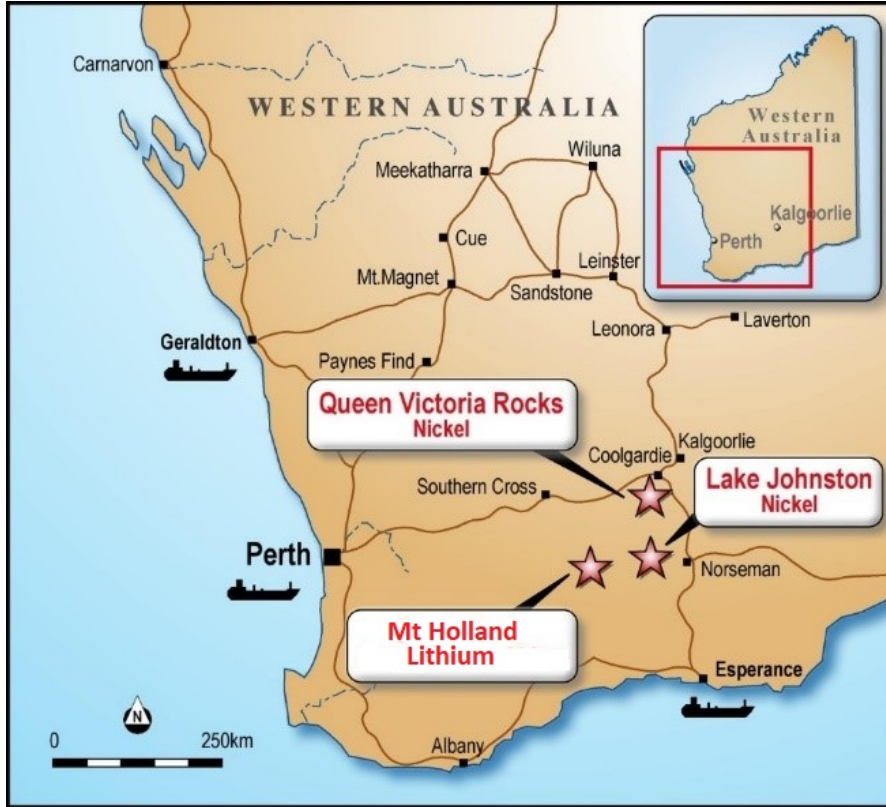 Carnarvon
WESTERN AUSTRALIA
Western
Australia
Kalgoorlie
Perth
Wiluna
Meekatharra
Cue
Leinster
Mt.Magnet
Sandstone
Laverton
Leonora
Geraldton
Paynes Find
Queen Victoria Rocks
Nickel
Kalgoorlie
Coolgardie
Lake Johnston
Nickel
Southern Cross
Perth
Norseman
Mt Holland
Lithium
Esperance
N
0 250km
Albany